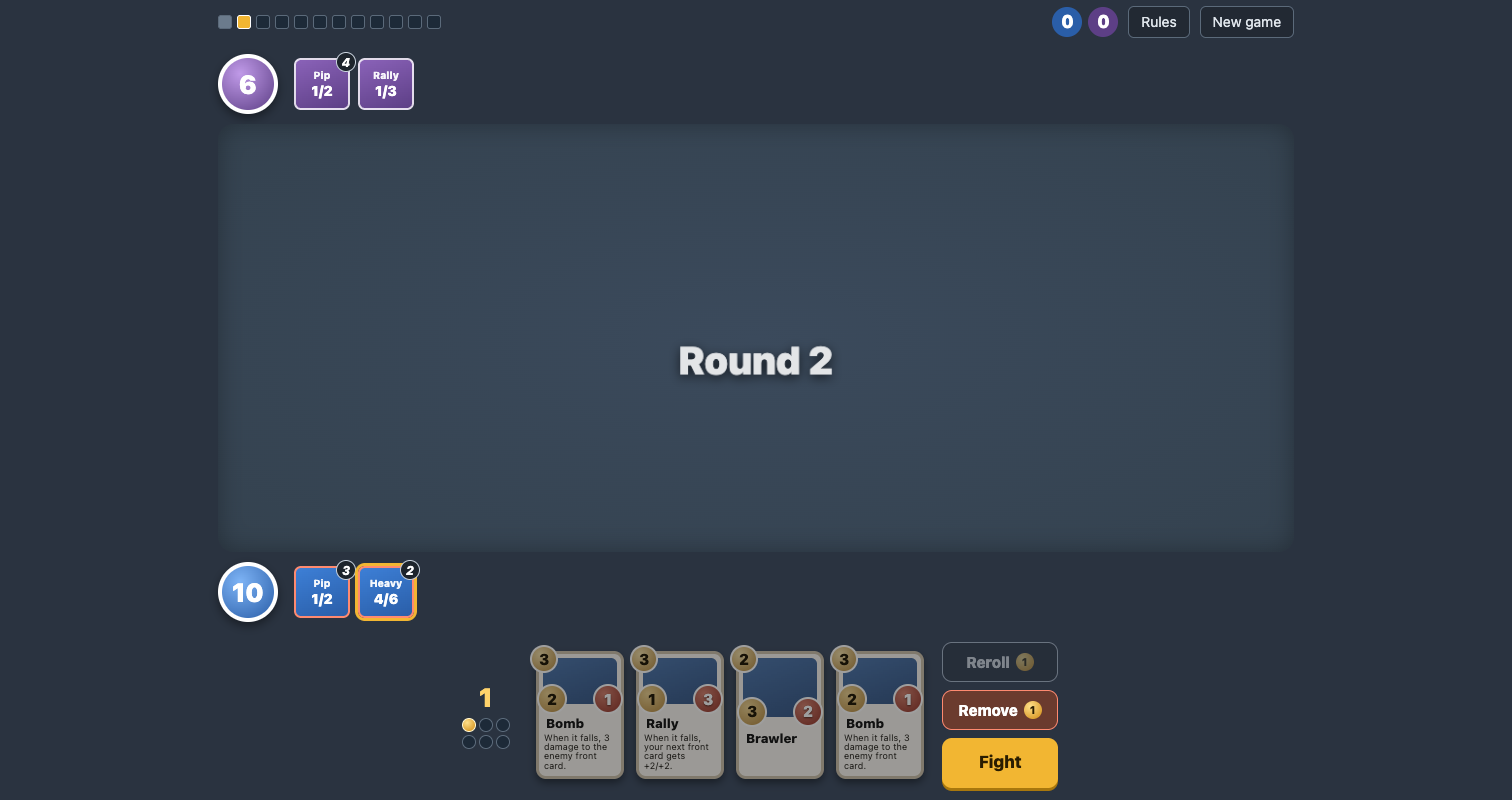 0 0 Rules New game
6 Pip 1/2 4 Rally 1/3
Round 2
10 Pip 1/2 3 Heavy 4/6 2
1
3 2 1
Bomb
When it falls, 3
damage to the
enemy front
card.
3 1 3
Rally
When it falls,
your next front
card gets
+2/+2.
2 3 2
Brawler
3 2 1
Bomb
When it falls, 3
damage to the
enemy front
card.
Reroll 1
Remove 1
Fight